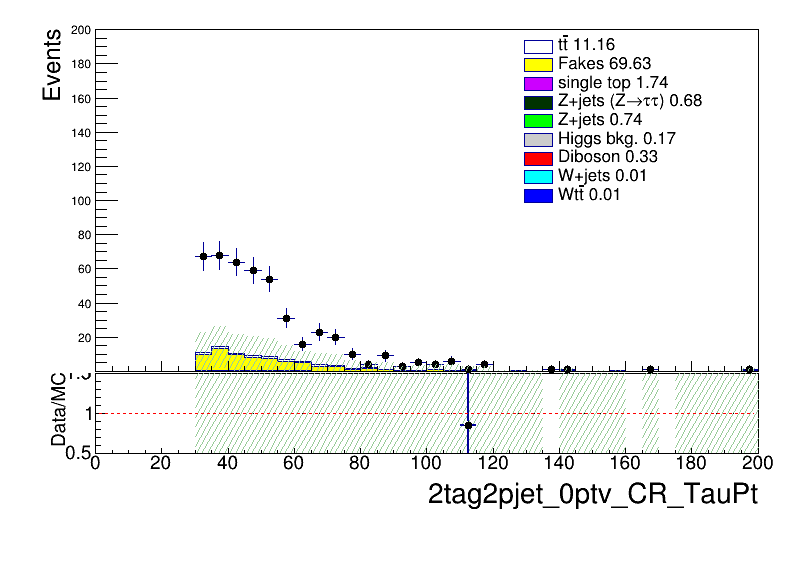 Events
200
180
160
140
120
100
80
60
40
20
tt̄ 11.16
Fakes 69.63
single top 1.74
Z+jets (Z→ττ) 0.68
Z+jets 0.74
Higgs bkg. 0.17
Diboson 0.33
W+jets 0.01
Wtt̄ 0.01
Data/MC
1.5
1
0.5
0 20 40 60 80 100 120 140 160 180 200
2tag2pjet_0ptv_CR_TauPt